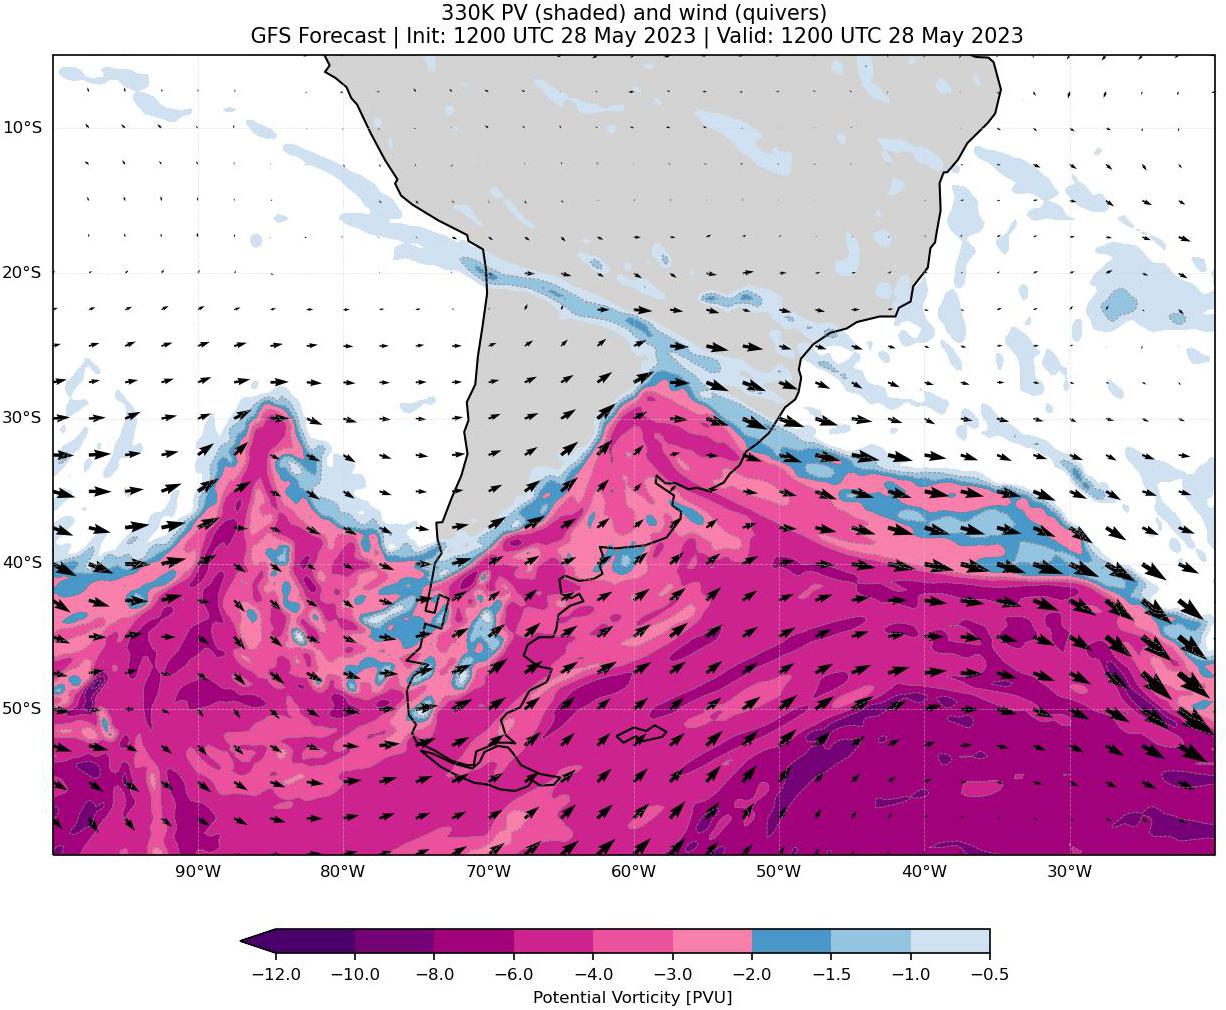 330K PV (shaded) and wind (quivers)
GFS Forecast | Init: 1200 UTC 28 May 2023 | Valid: 1200 UTC 28 May 2023
10°S
20°S
30°S
40°S
50°S
90°W 80°W 70°W 60°W 50°W 40°W 30°W
−12.0 −10.0 −8.0 −6.0 −4.0 −3.0 −2.0 −1.5 −1.0 −0.5
Potential Vorticity [PVU]